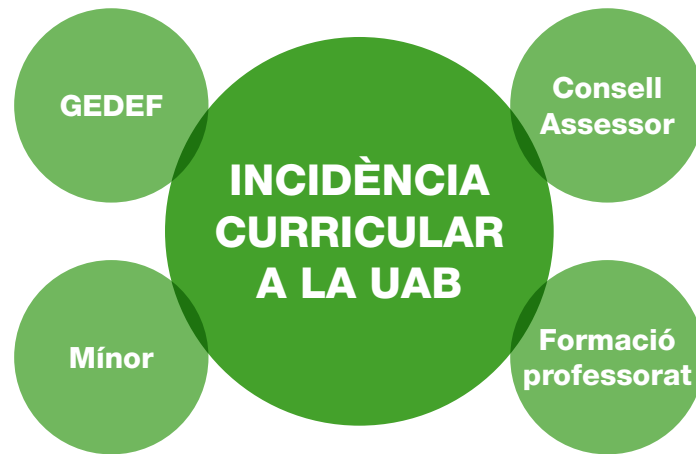 GEDEF
Consell
Assessor
INCIDÈNCIA
CURRICULAR
A LA UAB
Mínor
Formació
professorat